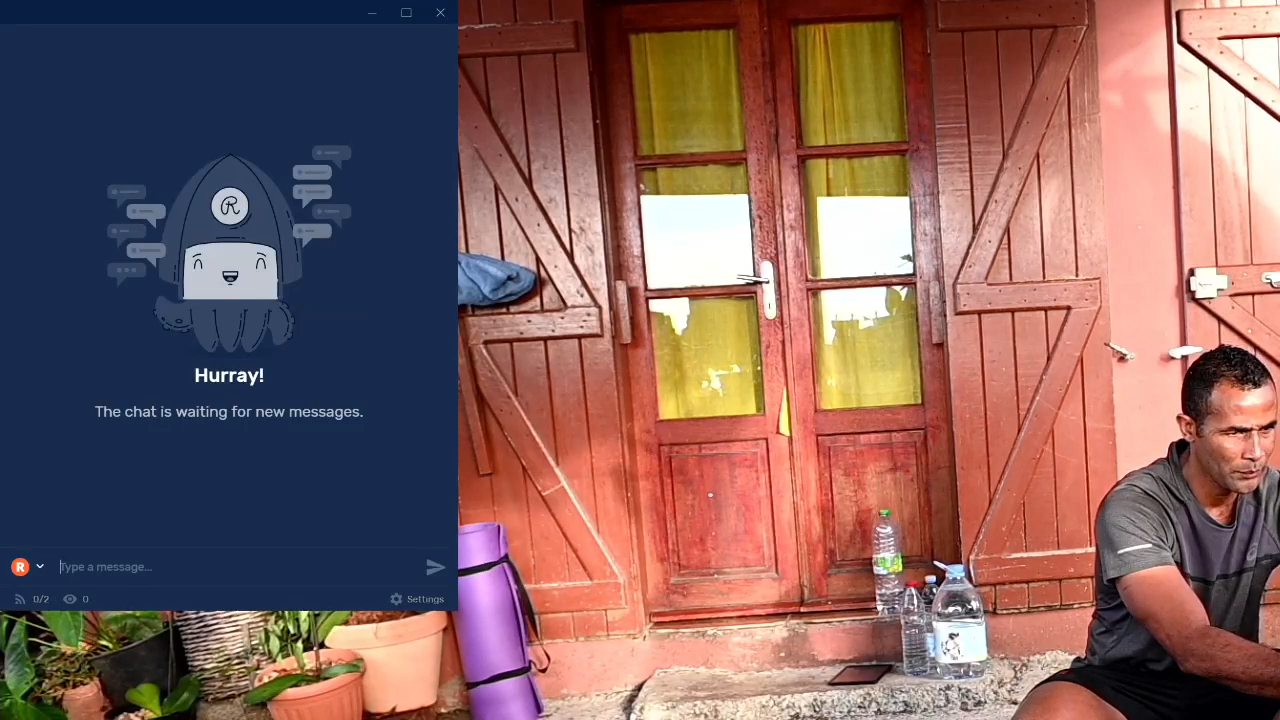 R
Hurray!
The chat is waiting for new messages.
R
Type a message...
0/2
0
Settings